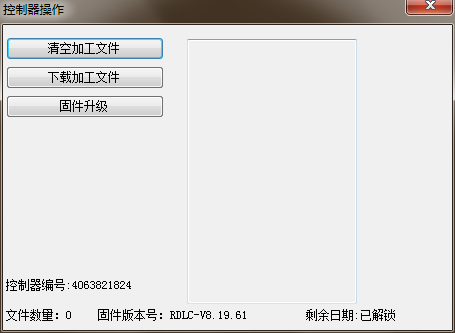 控制器操作
清空加工文件
下载加工文件
固件升级
控制器编号:4063821824
文件数量: 0 固件版本号: RDLC-V8.19.61 剩余日期:已解锁